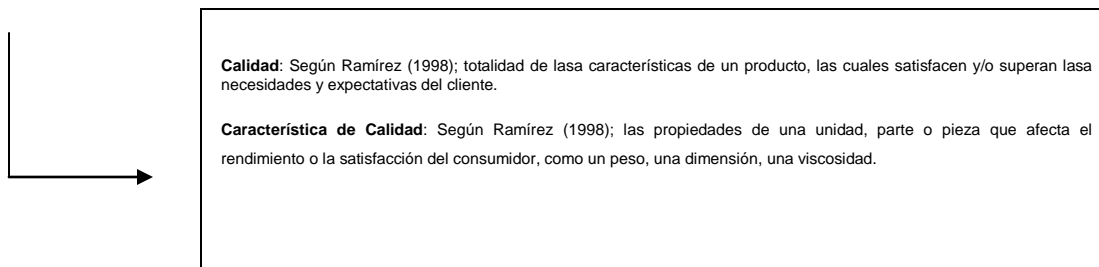 Calidad: Según Ramírez (1998); totalidad de lasa características de un producto, las cuales satisfacen y/o superan lasa
necesidades y expectativas del cliente.
Característica de Calidad: Según Ramírez (1998); las propiedades de una unidad, parte o pieza que afecta el
rendimiento o la satisfacción del consumidor, como un peso, una dimensión, una viscosidad.